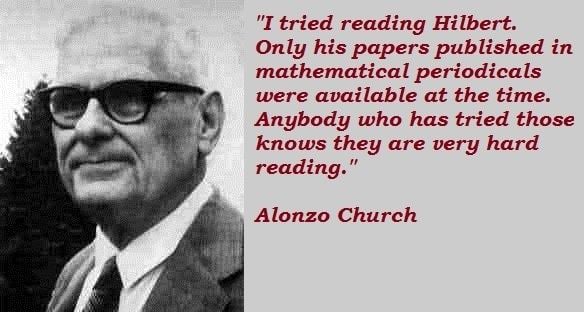 "I tried reading Hilbert.
Only his papers published in
mathematical periodicals
were available at the time.
Anybody who has tried those
knows they are very hard
reading."
Alonzo Church